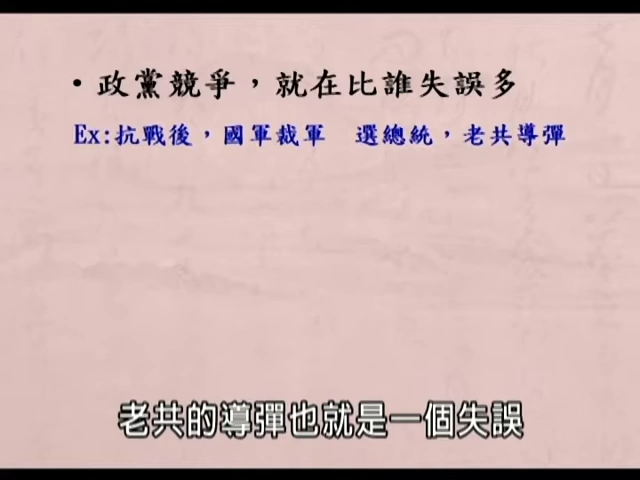 •政黨競爭，就在比誰失誤多
Ex:抗戰後，國軍裁軍　選總統，老共導彈
老共的導彈也就是一個失誤